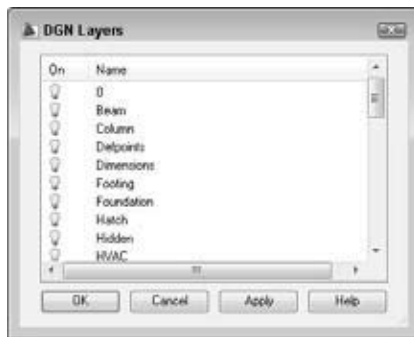 DGN Layers
On Name
0
Beam
Column
Defpoints
Dimensions
Footing
Foundation
Hatch
Hidden
HVAC
OK Cancel Apply Help